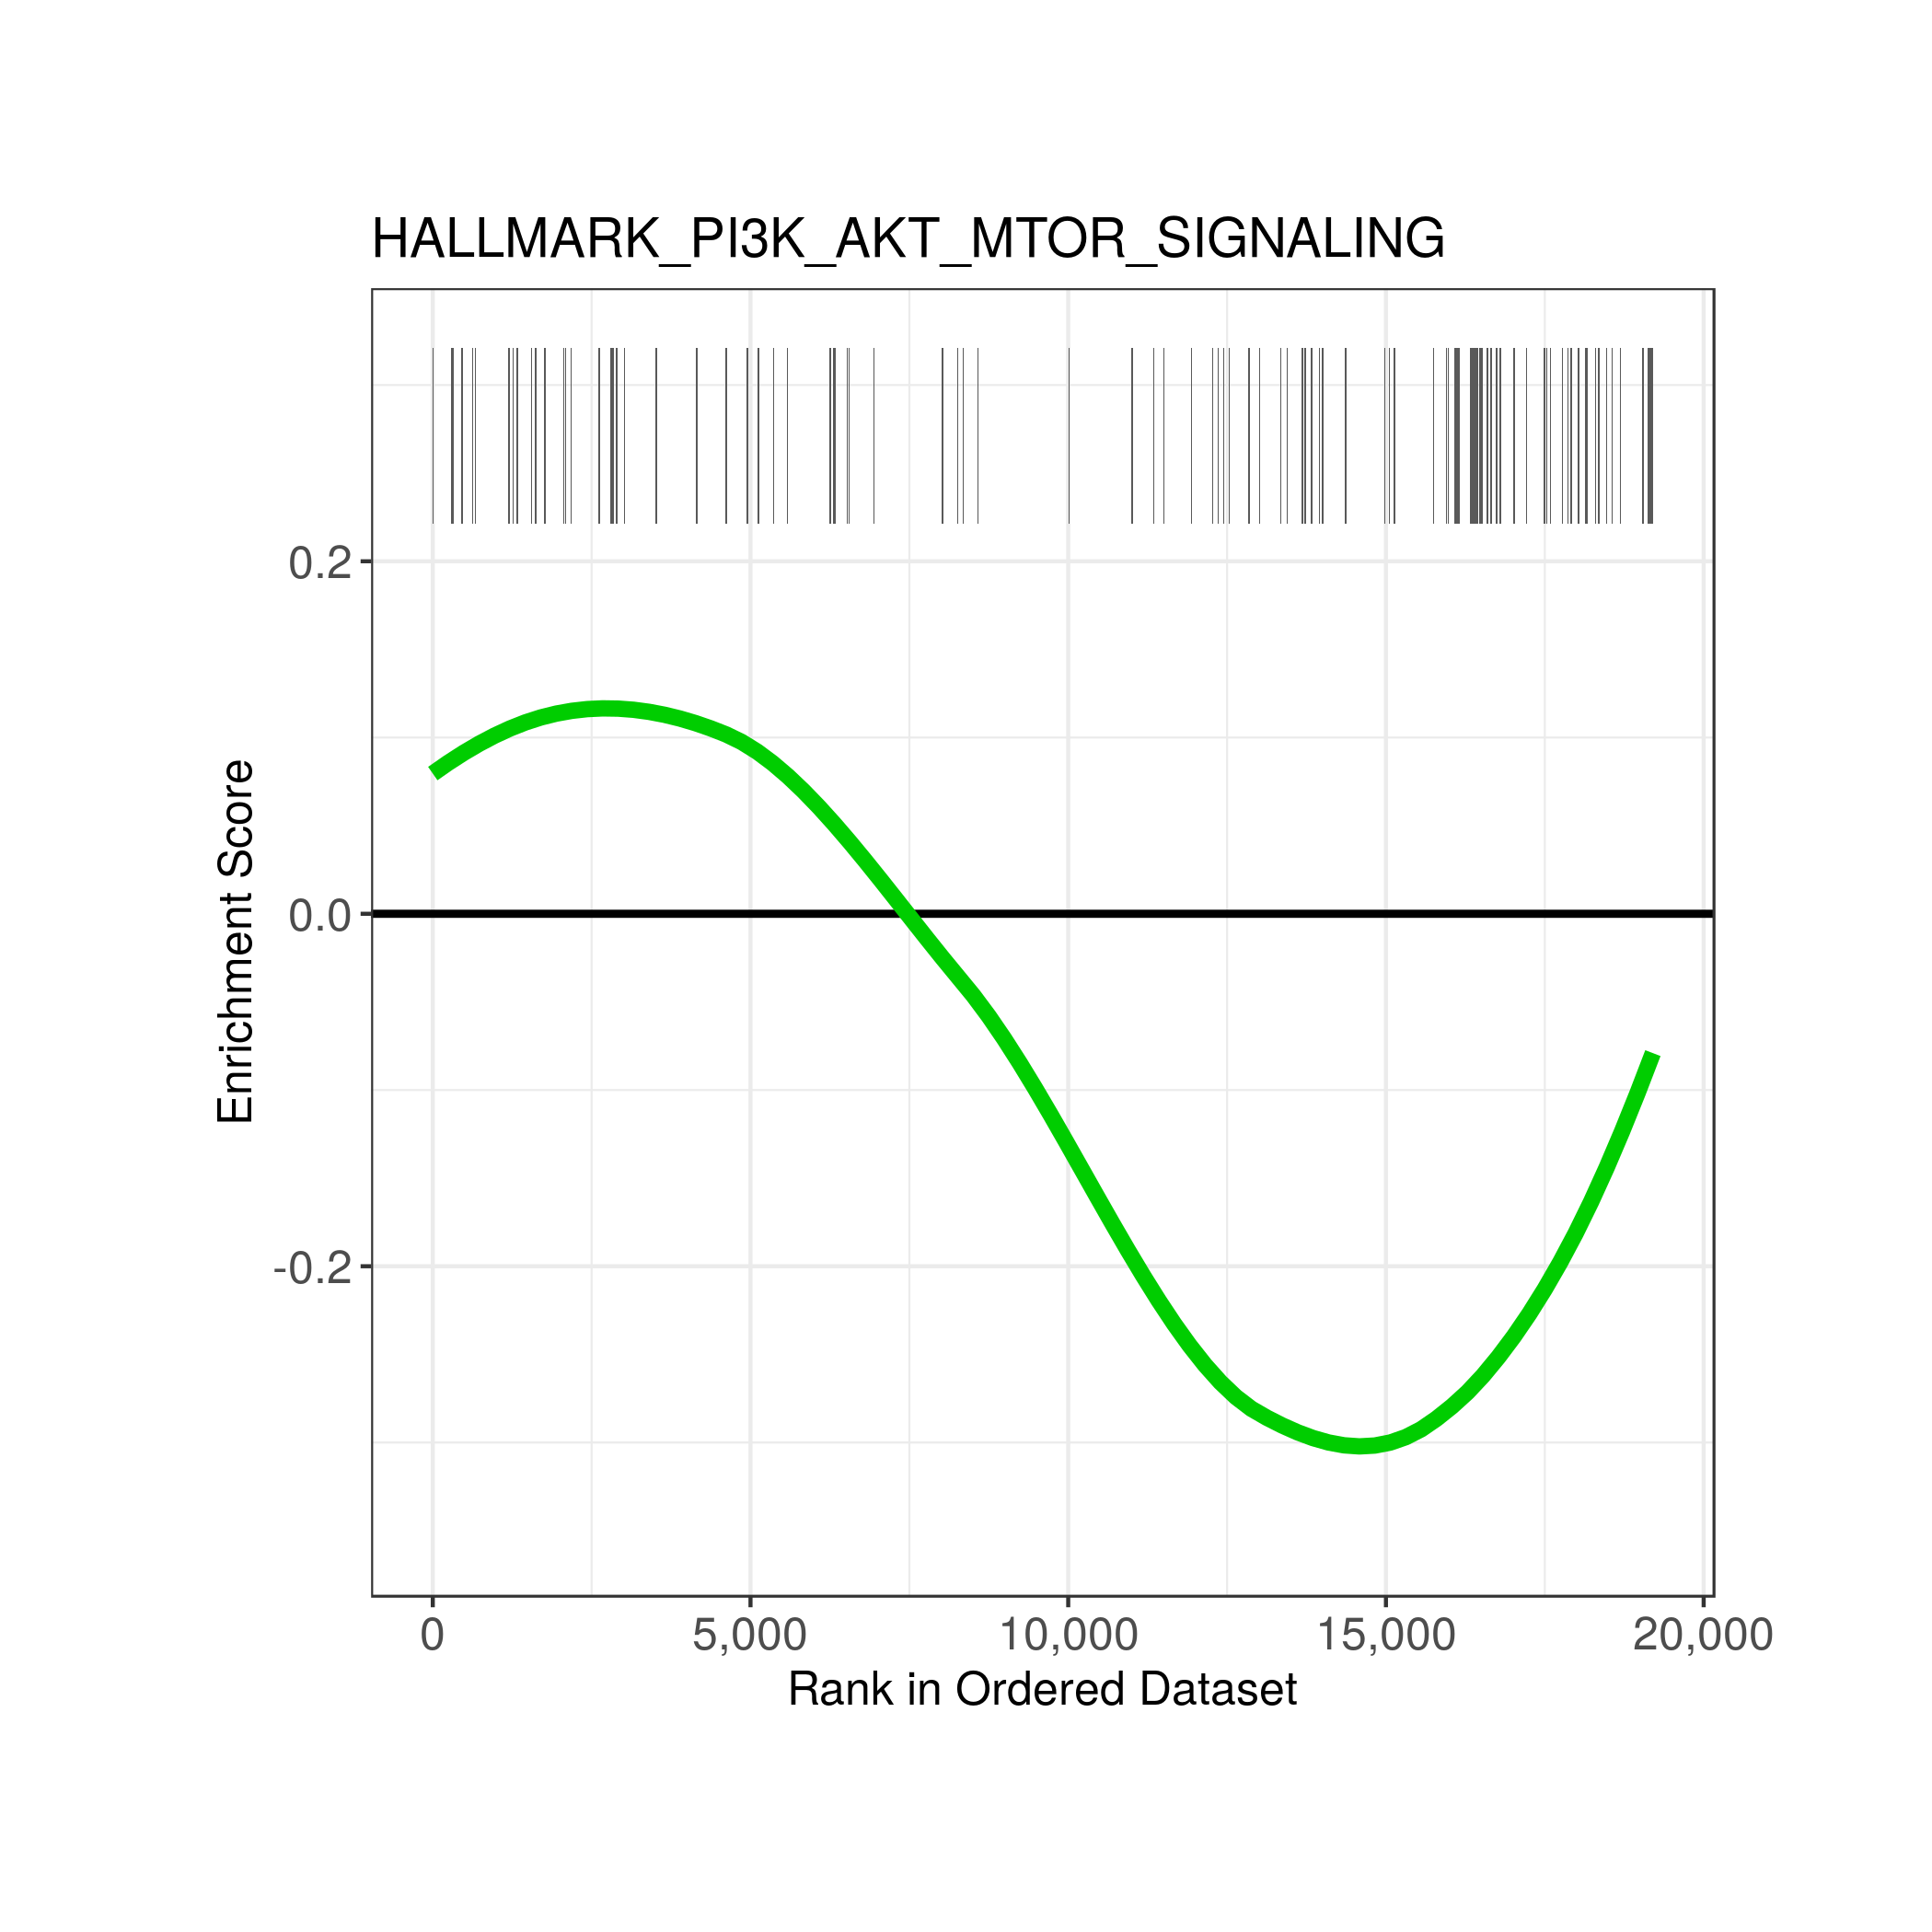 HALLMARK_PI3K_AKT_MTOR_SIGNALING
0.2
0.0
-0.2
Enrichment Score
0 5,000 10,000 15,000 20,000
Rank in Ordered Dataset